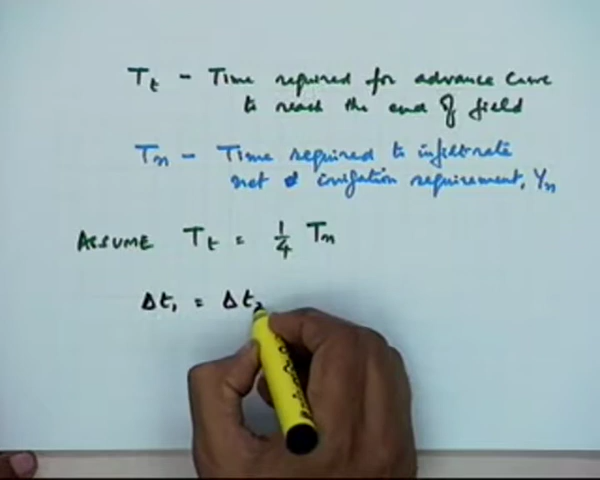 Tt - Time required for advance curve
to reach the end of field
Tn - Time required to infiltrate
net irrigation requirement, Yn
ASSUME Tt = 1/4 Tn
Δt1 = Δt2